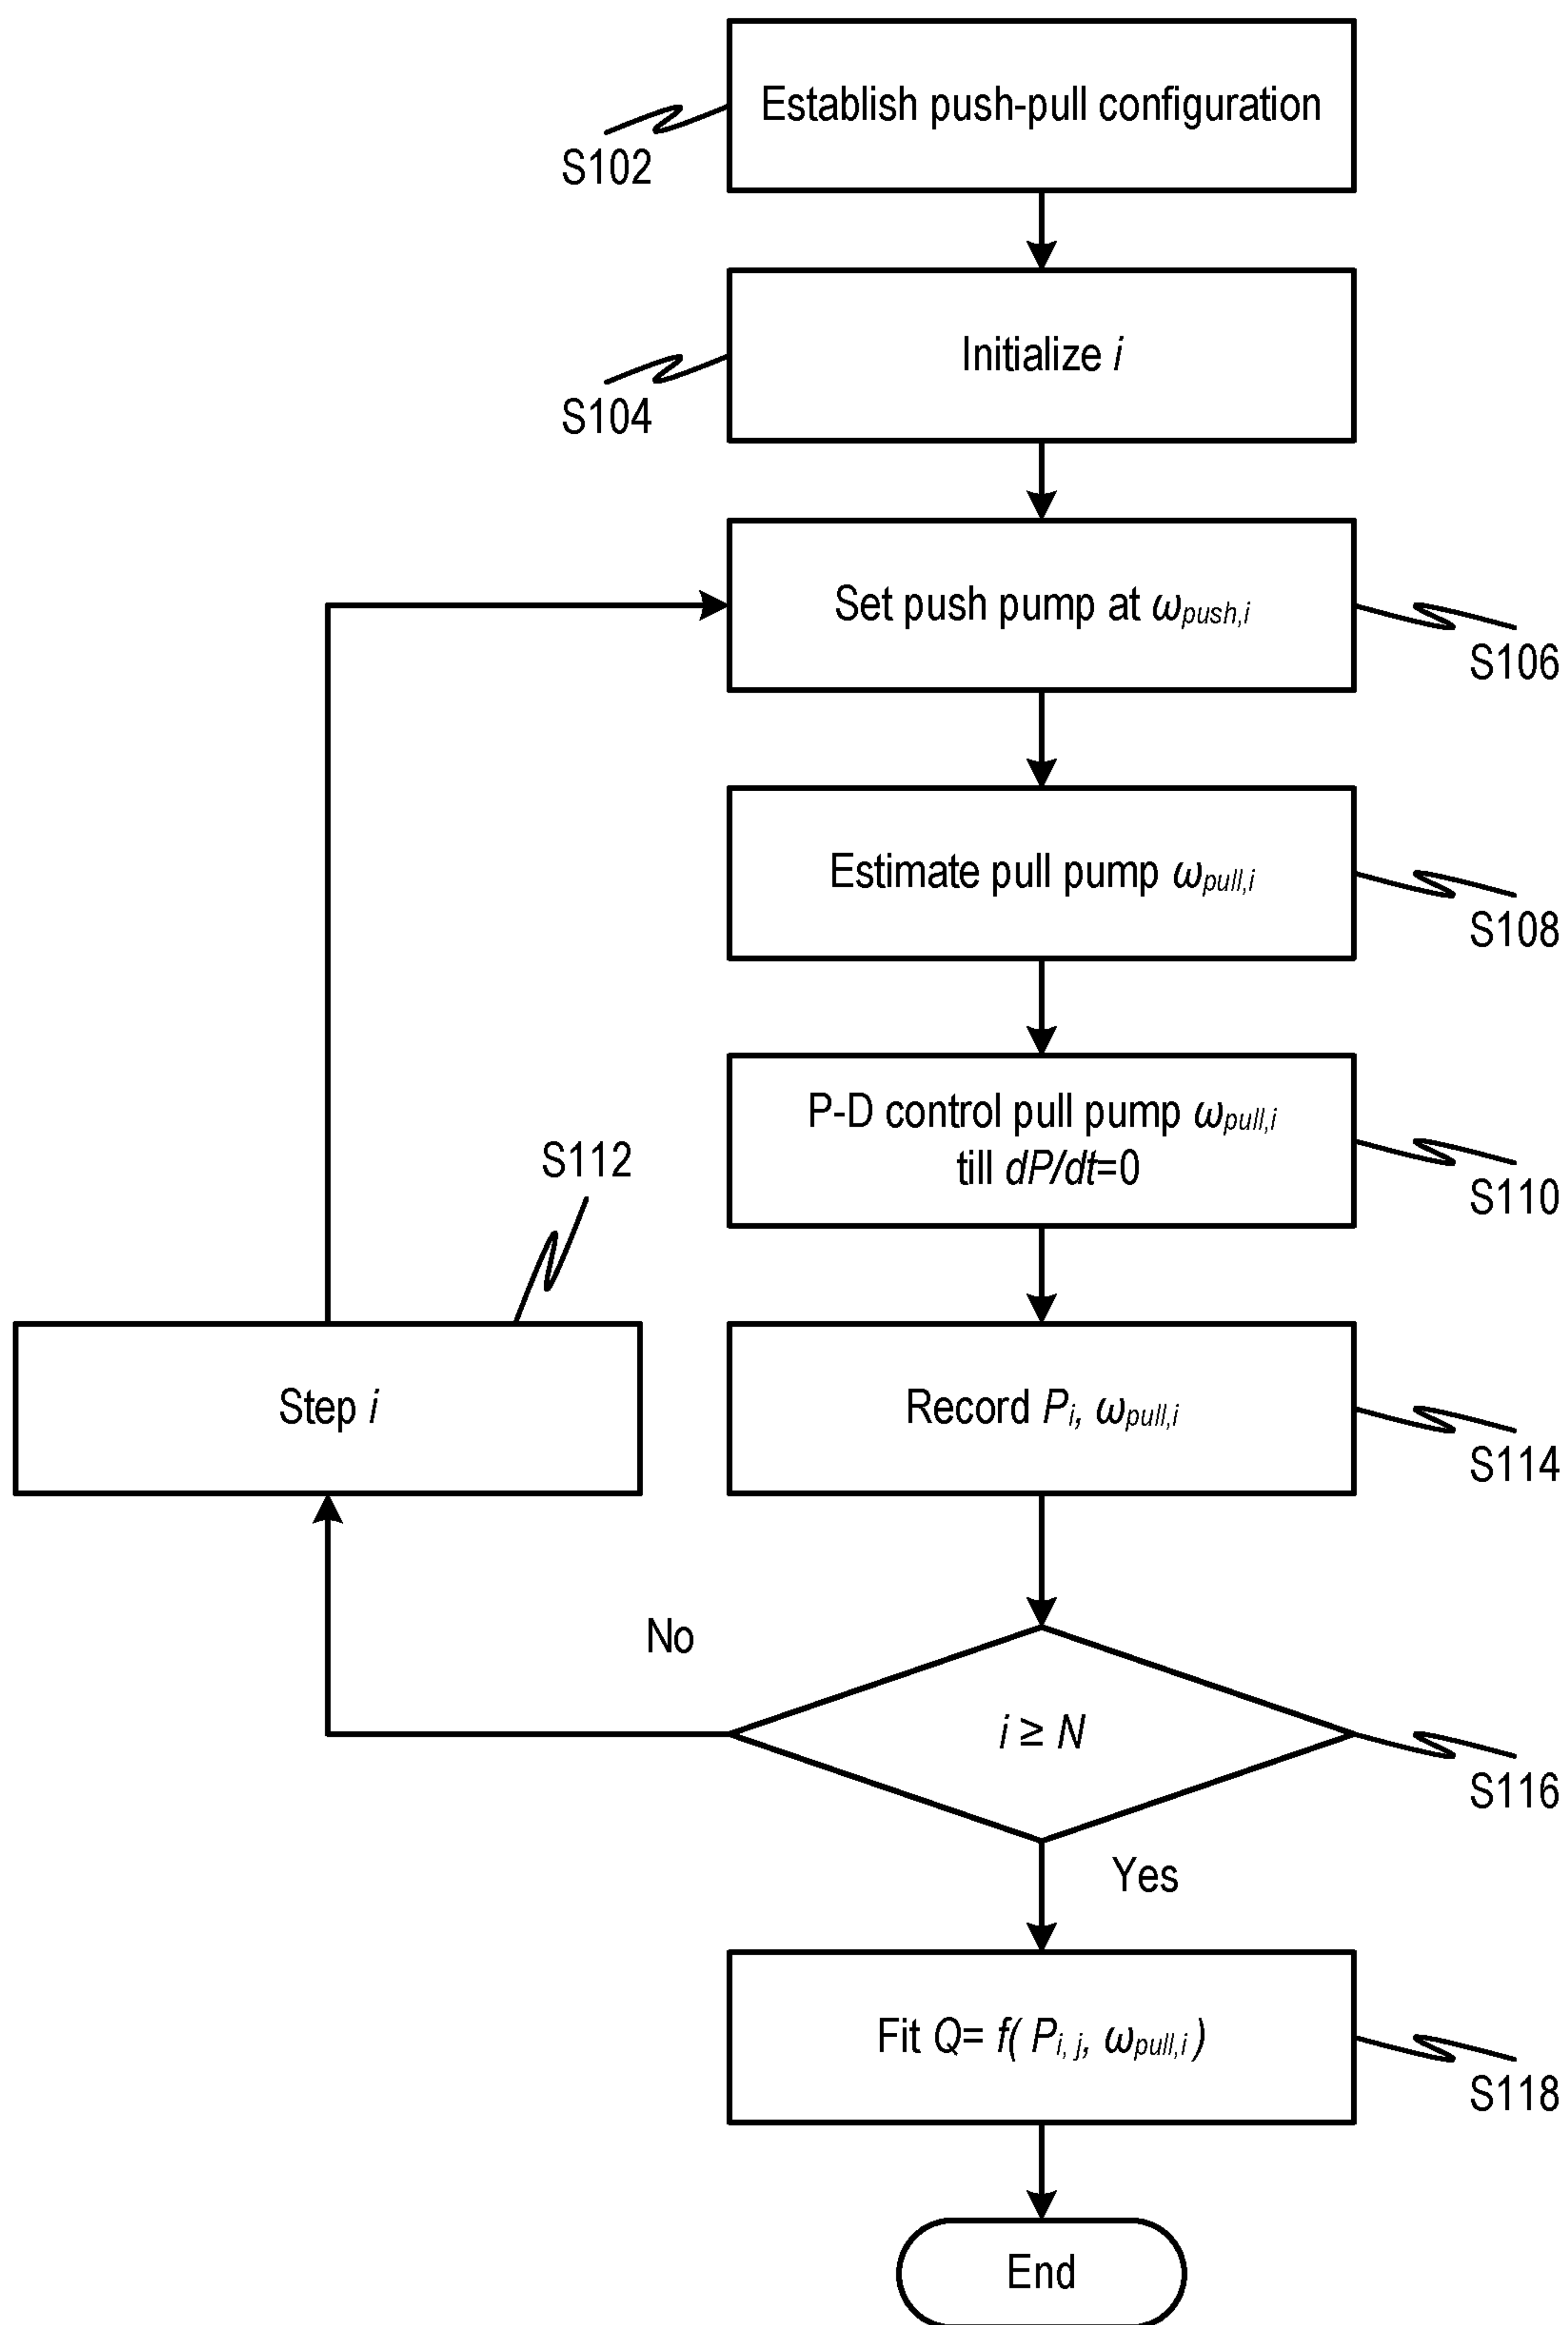 Establish push-pull configuration
S102
Initialize i
S104
Set push pump at ωpush,i
S106
Estimate pull pump ωpull,i
S108
P-D control pull pump ωpull,i
till dP/dt=0
S110
S112
Step i
Record Pi, ωpull,i
S114
No
i ≥ N
S116
Yes
Fit Q= f( Pi, j, ωpull,i )
S118
End